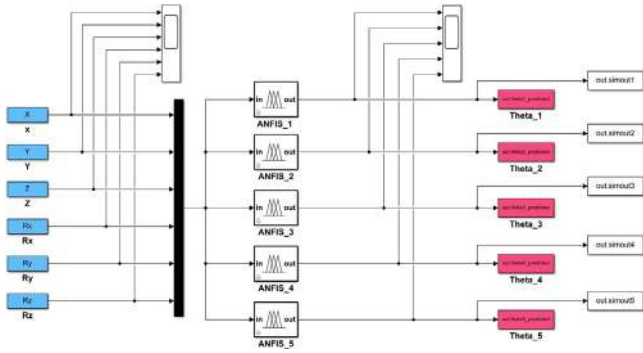 X
x
Y
Y
Z
Z
Rx
Rx
Ry
Ry
Rz
Rz
in out
ANFIS_1
in out
ANFIS_2
in out
ANFIS_3
in out
ANFIS_4
in out
ANFIS_5
Theta_1
Theta_2
Theta_3
Theta_4
Theta_5
out.simout1
out.simout2
out.simout3
out.simout4
out.simout5